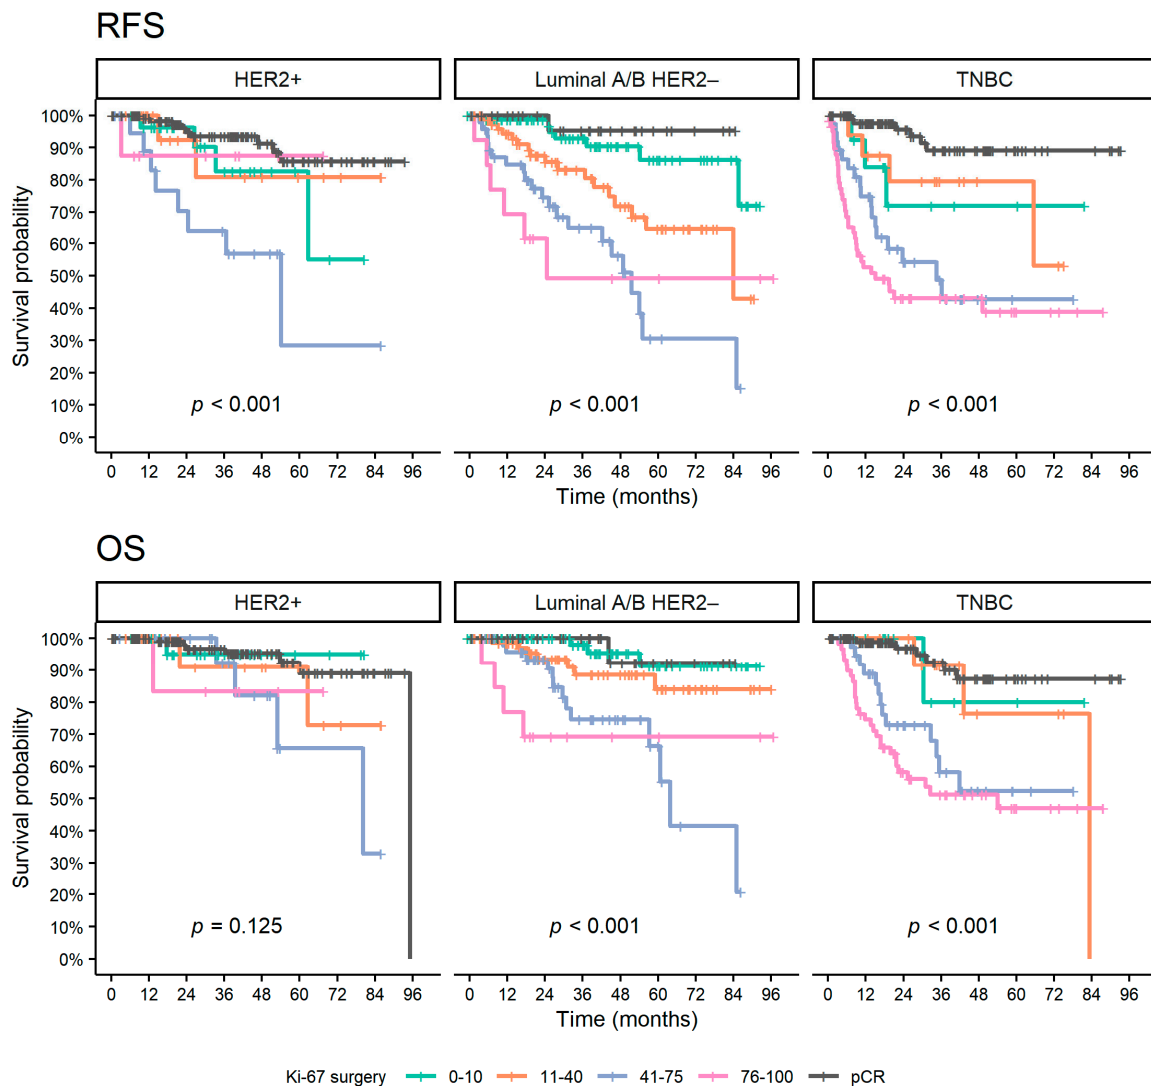 RFS
HER2+ Luminal A/B HER2– TNBC
Survival probability
100%
90%
80%
70%
60%
50%
40%
30%
20%
10%
0%
p < 0.001 p < 0.001 p < 0.001
0 12 24 36 48 60 72 84 96 0 12 24 36 48 60 72 84 96 0 12 24 36 48 60 72 84 96
Time (months)
OS
HER2+ Luminal A/B HER2– TNBC
Survival probability
100%
90%
80%
70%
60%
50%
40%
30%
20%
10%
0%
p = 0.125 p < 0.001 p < 0.001
0 12 24 36 48 60 72 84 96 0 12 24 36 48 60 72 84 96 0 12 24 36 48 60 72 84 96
Time (months)
Ki-67 surgery 0-10 11-40 41-75 76-100 pCR